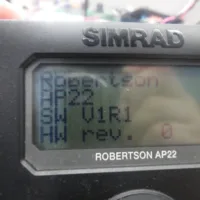 SIMRAD
Robertson
AP22
SW V1R1
HW rev. 0
ROBERTSON AP22